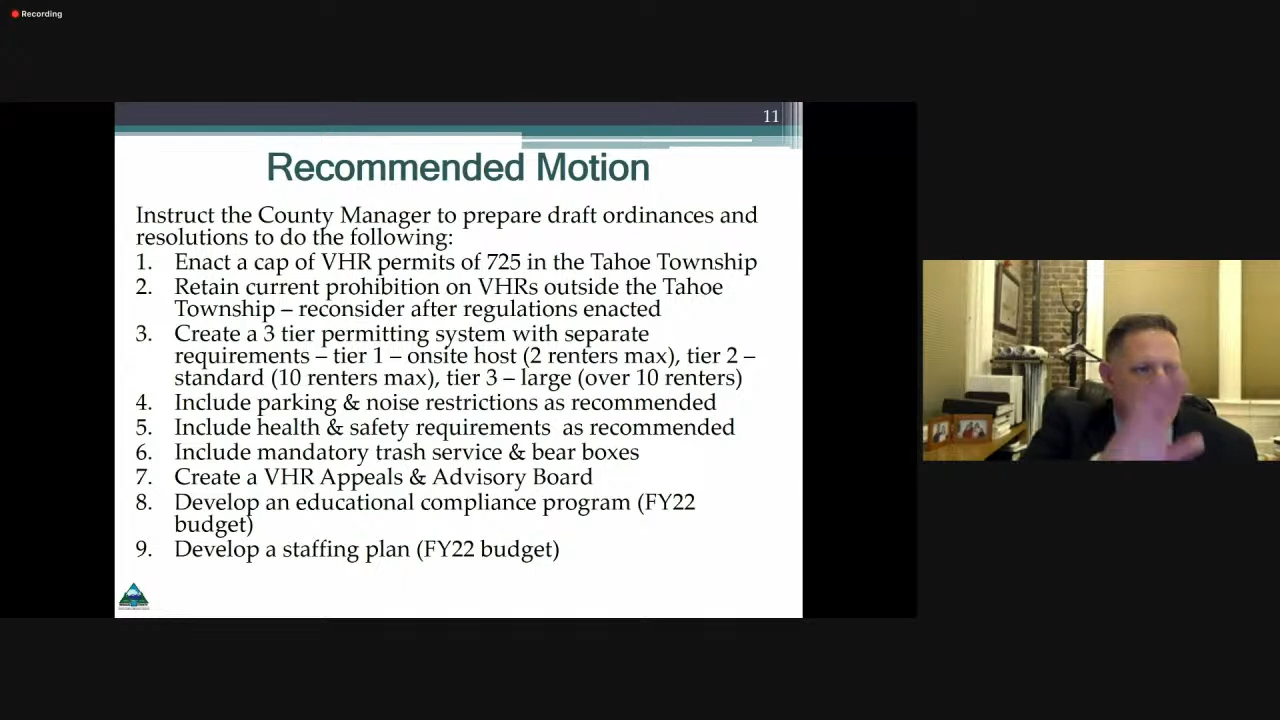 Recording
11
Recommended Motion
Instruct the County Manager to prepare draft ordinances and
resolutions to do the following:
1. Enact a cap of VHR permits of 725 in the Tahoe Township
2. Retain current prohibition on VHRs outside the Tahoe
Township – reconsider after regulations enacted
3. Create a 3 tier permitting system with separate
requirements – tier 1 – onsite host (2 renters max), tier 2 –
standard (10 renters max), tier 3 – large (over 10 renters)
4. Include parking & noise restrictions as recommended
5. Include health & safety requirements as recommended
6. Include mandatory trash service & bear boxes
7. Create a VHR Appeals & Advisory Board
8. Develop an educational compliance program (FY22
budget)
9. Develop a staffing plan (FY22 budget)